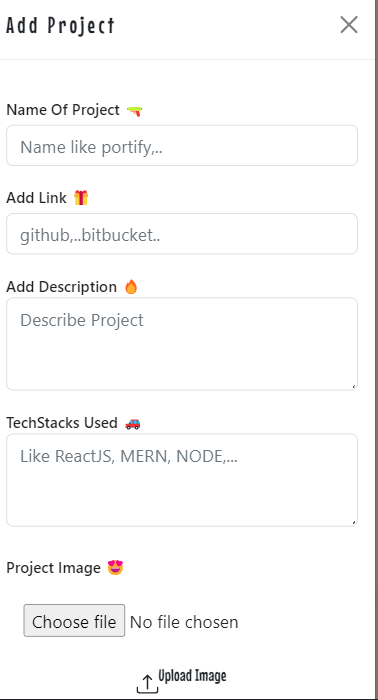 Add Project
Name Of Project 🔫
Name like portify,..
Add Link 🎁
github,..bitbucket..
Add Description 🔥
Describe Project
TechStacks Used 🚗
Like ReactJS, MERN, NODE,...
Project Image 😍
Choose file No file chosen
Upload Image